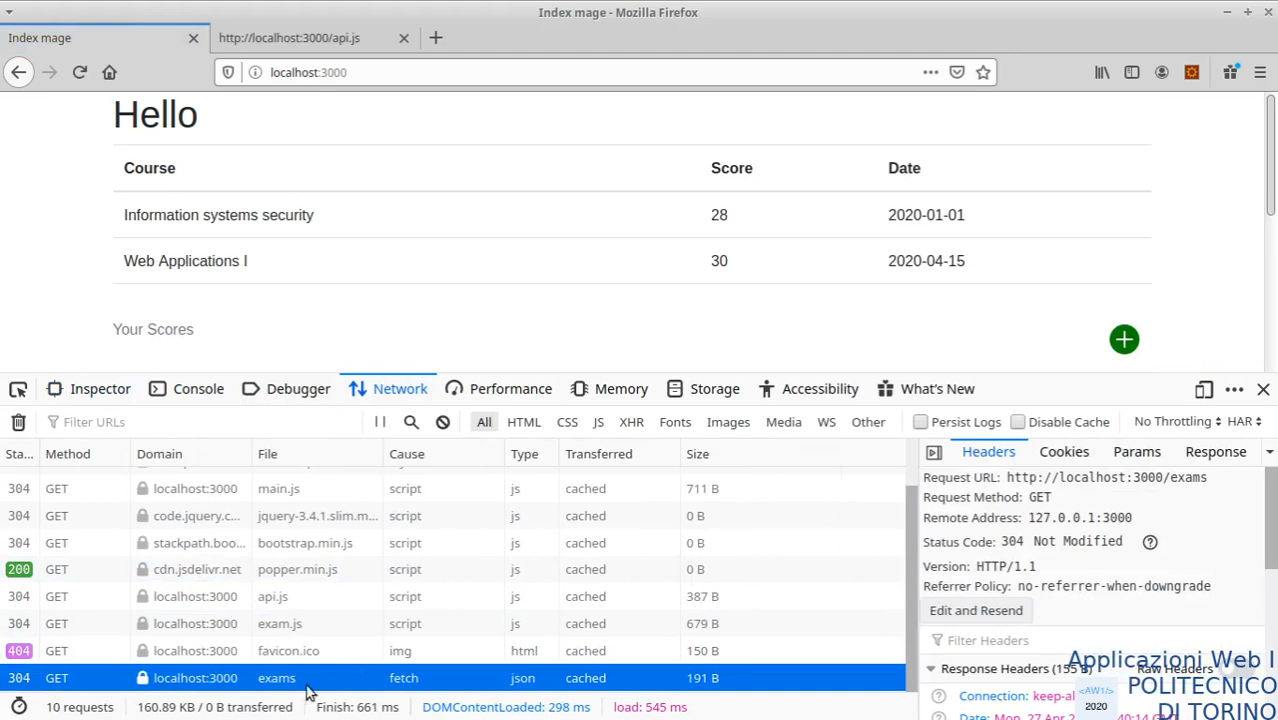 Index mage - Mozilla Firefox
Index mage
http://localhost:3000/api.js
localhost:3000
Hello
Course Score Date
Information systems security 28 2020-01-01
Web Applications I 30 2020-04-15
Your Scores
Inspector Console Debugger Network Performance Memory Storage Accessibility What's New
Filter URLs All HTML CSS JS XHR Fonts Images Media WS Other Persist Logs Disable Cache No Throttling HAR
Sta... Method Domain File Cause Type Transferred Size
304 GET localhost:3000 main.js script js cached 711 B
304 GET code.jquery.c... jquery-3.4.1.slim.m... script js cached 0 B
304 GET stackpath.boo... bootstrap.min.js script js cached 0 B
200 GET cdn.jsdelivr.net popper.min.js script js cached 0 B
304 GET localhost:3000 api.js script js cached 387 B
304 GET localhost:3000 exam.js script js cached 679 B
404 GET localhost:3000 favicon.ico img html cached 150 B
304 GET localhost:3000 exams fetch json cached 191 B
10 requests 160.89 KB / 0 B transferred Finish: 661 ms DOMContentLoaded: 298 ms load: 545 ms
Headers Cookies Params Response
Request URL: http://localhost:3000/exams
Request Method: GET
Remote Address: 127.0.0.1:3000
Status Code: 304 Not Modified
Version: HTTP/1.1
Referrer Policy: no-referrer-when-downgrade
Edit and Resend
Filter Headers
Response Headers (155 B) Raw Headers
Connection: keep-al
Date: Mon, 27 Apr
Applicazioni Web I
POLITECNICO
DI TORINO
<AW1/>
2020